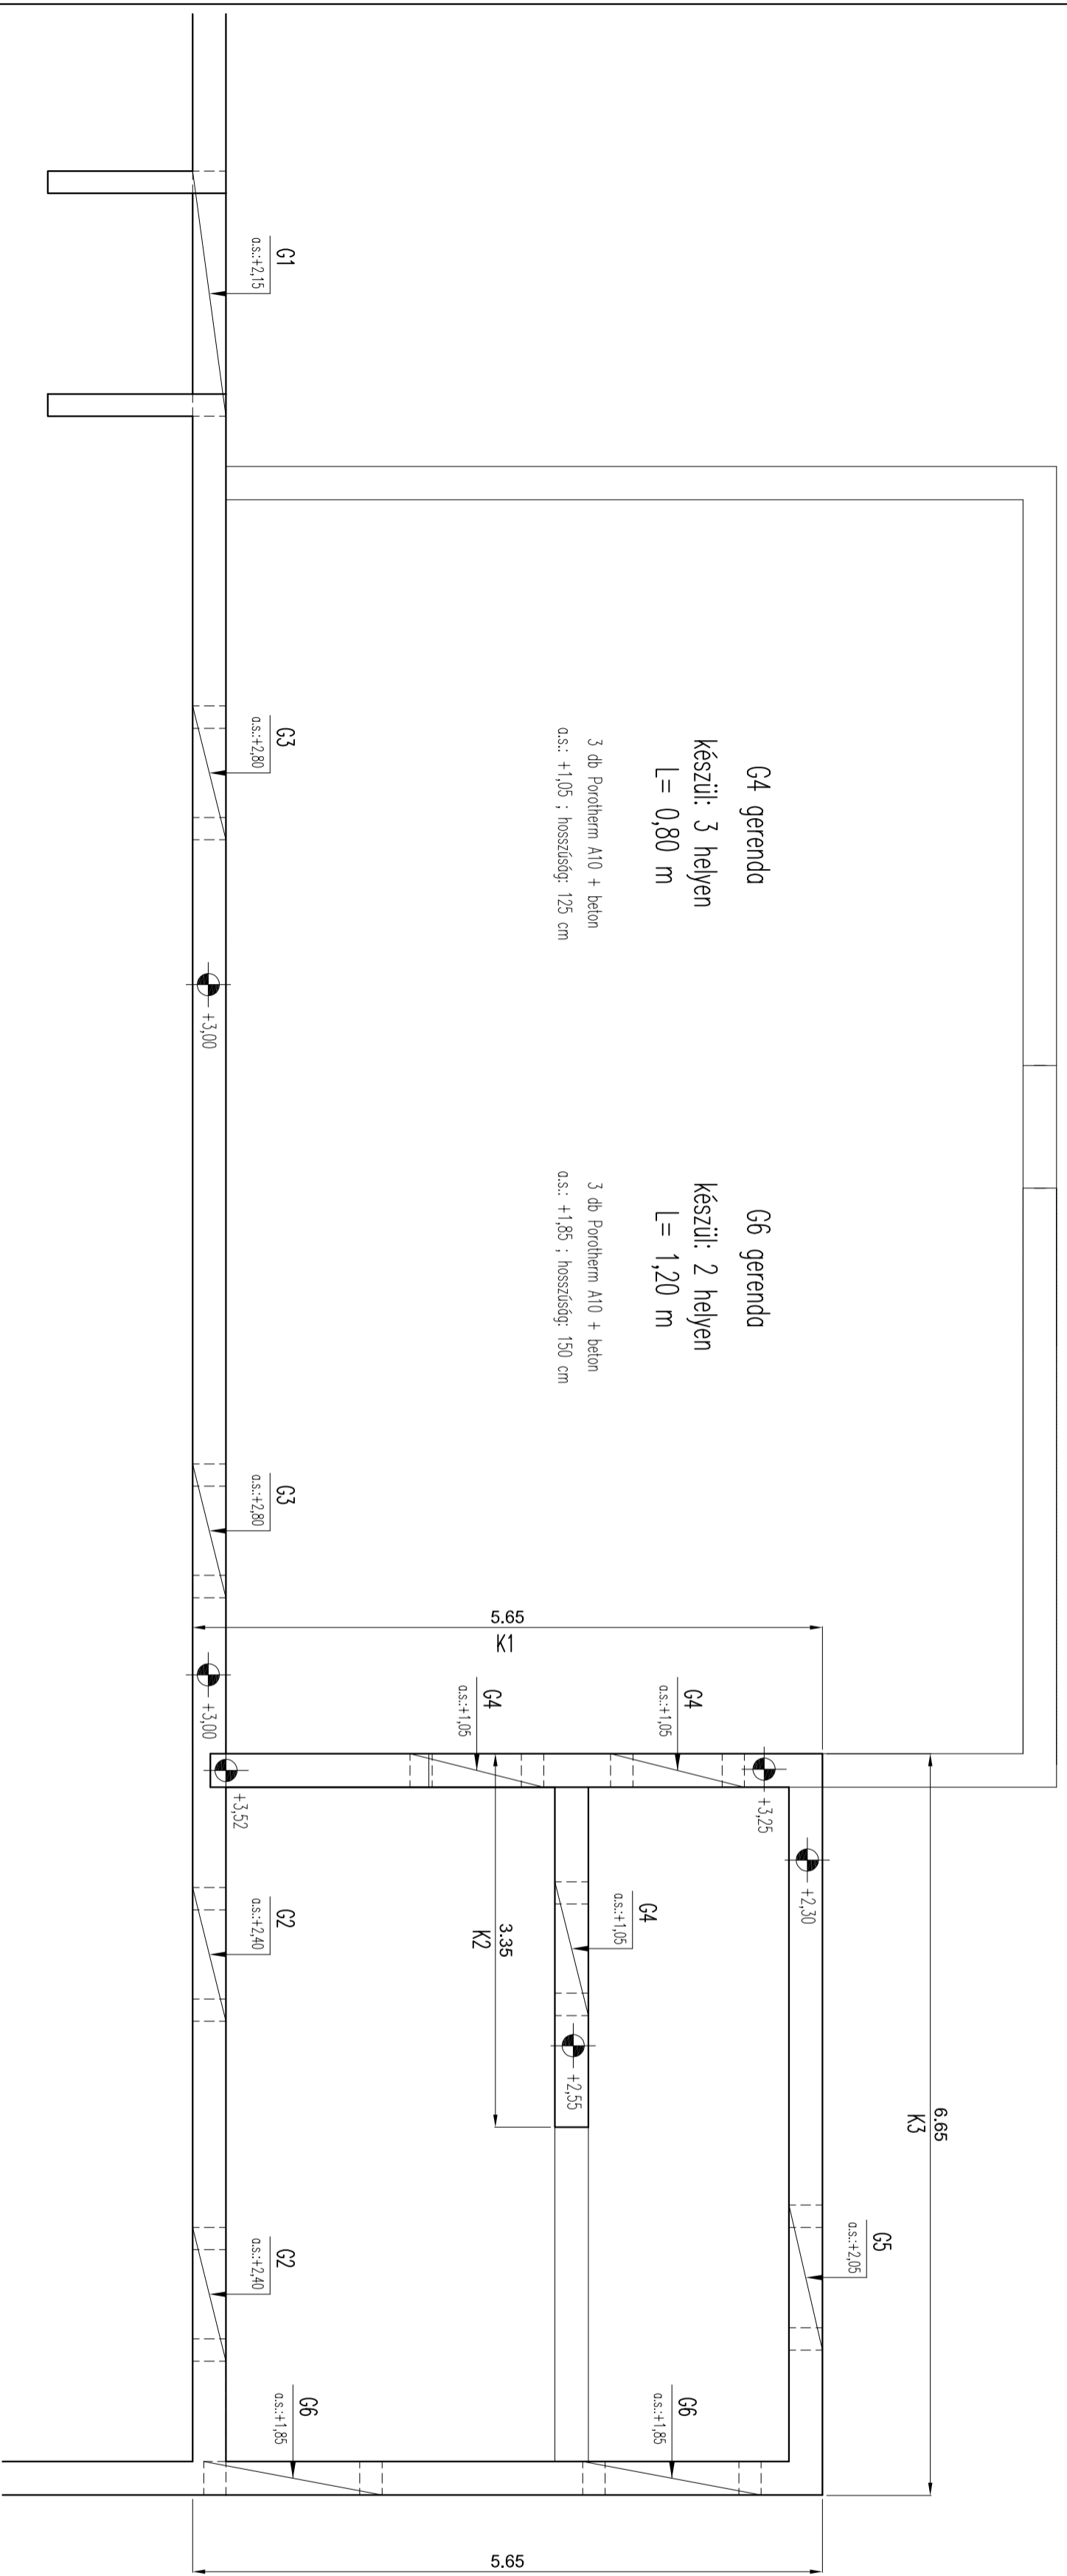 G4 gerenda
készül: 3 helyen
L= 0,80 m
3 db Porotherm A10 + beton
a.s.: +1,05 ; hosszúság: 125 cm
G6 gerenda
készül: 2 helyen
L= 1,20 m
3 db Porotherm A10 + beton
a.s.: +1,85 ; hosszúság: 150 cm
G1
a.s.:+2,15
G3
a.s.:+2,80
+3,00
G3
a.s.:+2,80
5.65
K1
+3,00
G4
a.s.:+1,05
G4
a.s.:+1,05
+3,52
+3,25
+2,30
G2
a.s.:+2,40
3.35
K2
G4
a.s.:+1,05
+2,55
6.65
K3
G5
a.s.:+2,05
G2
a.s.:+2,40
G6
a.s.:+1,85
G6
a.s.:+1,85
5.65